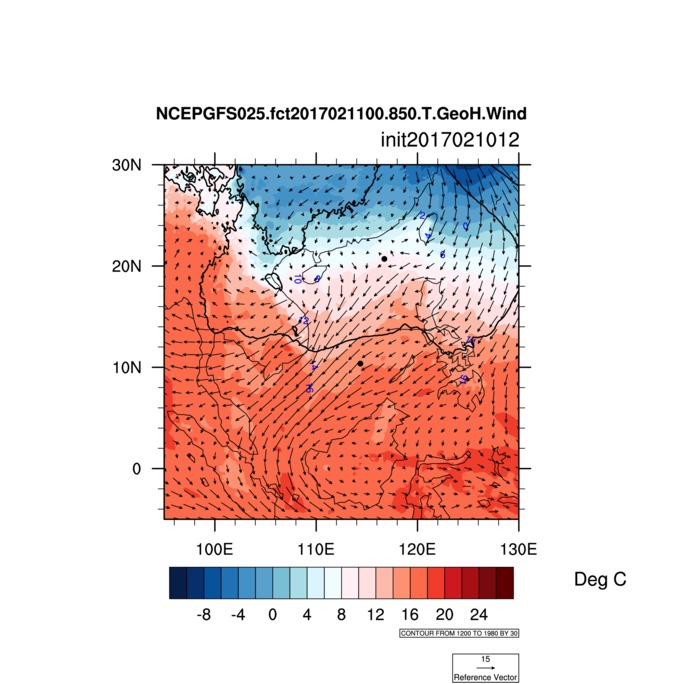 NCEPGFS025.fct2017021100.850.T.GeoH.Wind
init2017021012
30N
20N
10N
0
100E 110E 120E 130E
-8 -4 0 4 8 12 16 20 24
Deg C
CONTOUR FROM 1200 TO 1980 BY 30
15
Reference Vector